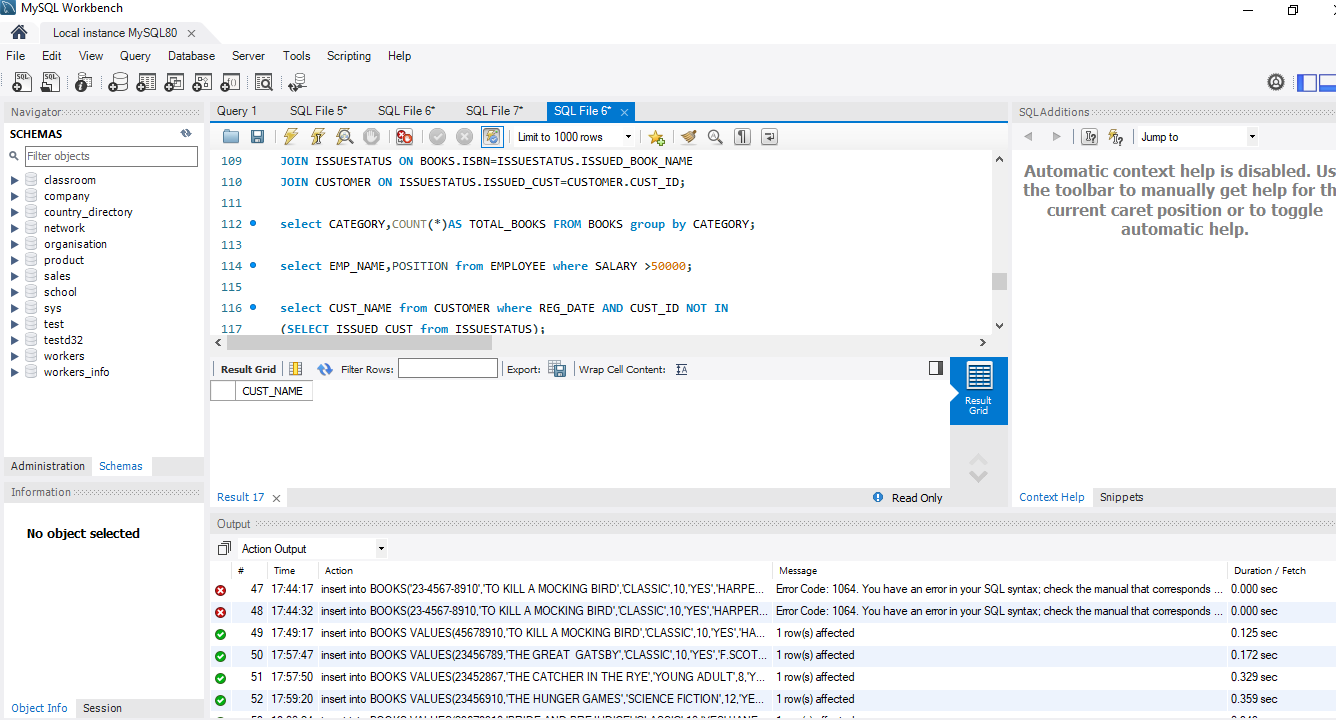 MySQL Workbench
Local instance MySQL80
File Edit View Query Database Server Tools Scripting Help
Navigator
SCHEMAS
Filter objects
classroom
company
country_directory
network
organisation
product
sales
school
sys
test
testd32
workers
workers_info
Administration Schemas
Information
No object selected
Object Info Session
Query 1 SQL File 5* SQL File 6* SQL File 7* SQL File 6*
Limit to 1000 rows
109 JOIN ISSUESTATUS ON BOOKS.ISBN=ISSUESTATUS.ISSUED_BOOK_NAME
110 JOIN CUSTOMER ON ISSUESTATUS.ISSUED_CUST=CUSTOMER.CUST_ID;
111
112 select CATEGORY,COUNT(*)AS TOTAL_BOOKS FROM BOOKS group by CATEGORY;
113
114 select EMP_NAME,POSITION from EMPLOYEE where SALARY >50000;
115
116 select CUST_NAME from CUSTOMER where REG_DATE AND CUST_ID NOT IN
117 (SELECT ISSUED_CUST from ISSUESTATUS);
Result Grid Filter Rows: Export: Wrap Cell Content:
CUST_NAME
Result Grid
Result 17
Read Only
SQLAdditions
Jump to
Automatic context help is disabled. Us
the toolbar to manually get help for th
current caret position or to toggle
automatic help.
Context Help Snippets
Output
Action Output
# Time Action Message Duration / Fetch
47 17:44:17 insert into BOOKS('23-4567-8910','TO KILL A MOCKING BIRD','CLASSIC',10,'YES','HARPE... Error Code: 1064. You have an error in your SQL syntax; check the manual that corresponds ... 0.000 sec
48 17:44:32 insert into BOOKS(23-4567-8910,'TO KILL A MOCKING BIRD','CLASSIC',10,'YES','HARPER... Error Code: 1064. You have an error in your SQL syntax; check the manual that corresponds ... 0.000 sec
49 17:49:17 insert into BOOKS VALUES(45678910,'TO KILL A MOCKING BIRD','CLASSIC',10,'YES','HA... 1 row(s) affected 0.125 sec
50 17:57:47 insert into BOOKS VALUES(23456789,'THE GREAT  GATSBY','CLASSIC',10,'YES','F.SCOT... 1 row(s) affected 0.172 sec
51 17:57:50 insert into BOOKS VALUES(23452867,'THE CATCHER IN THE RYE','YOUNG ADULT',8,'Y... 1 row(s) affected 0.329 sec
52 17:59:20 insert into BOOKS VALUES(23456910,'THE HUNGER GAMES','SCIENCE FICTION',12,'YE... 1 row(s) affected 0.359 sec